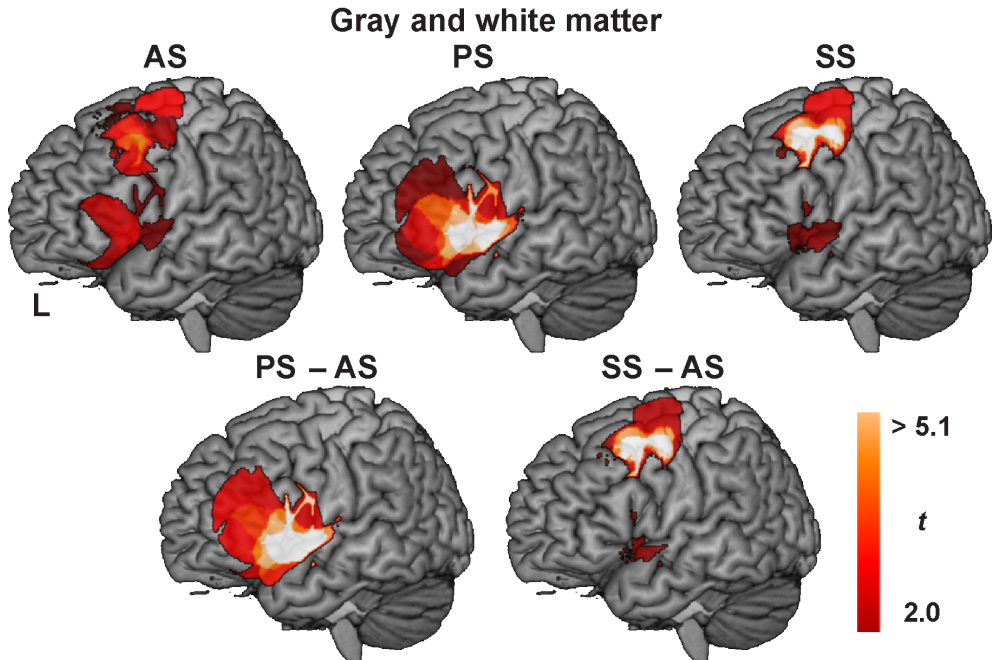 Gray and white matter
AS
PS
SS
L
PS – AS
SS – AS
> 5.1
t
2.0